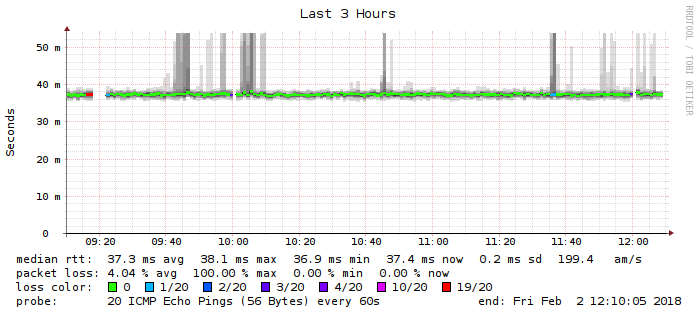 Last 3 Hours
RRDTOOL / TOBI OETIKER
Seconds
50 m
40 m
30 m
20 m
10 m
0
09:20 09:40 10:00 10:20 10:40 11:00 11:20 11:40 12:00
median rtt: 37.3 ms avg 38.1 ms max 36.9 ms min 37.4 ms now 0.2 ms sd 199.4 am/s
packet loss: 4.04 % avg 100.00 % max 0.00 % min 0.00 % now
loss color: 0 1/20 2/20 3/20 4/20 10/20 19/20
probe: 20 ICMP Echo Pings (56 Bytes) every 60s end: Fri Feb 2 12:10:05 2018